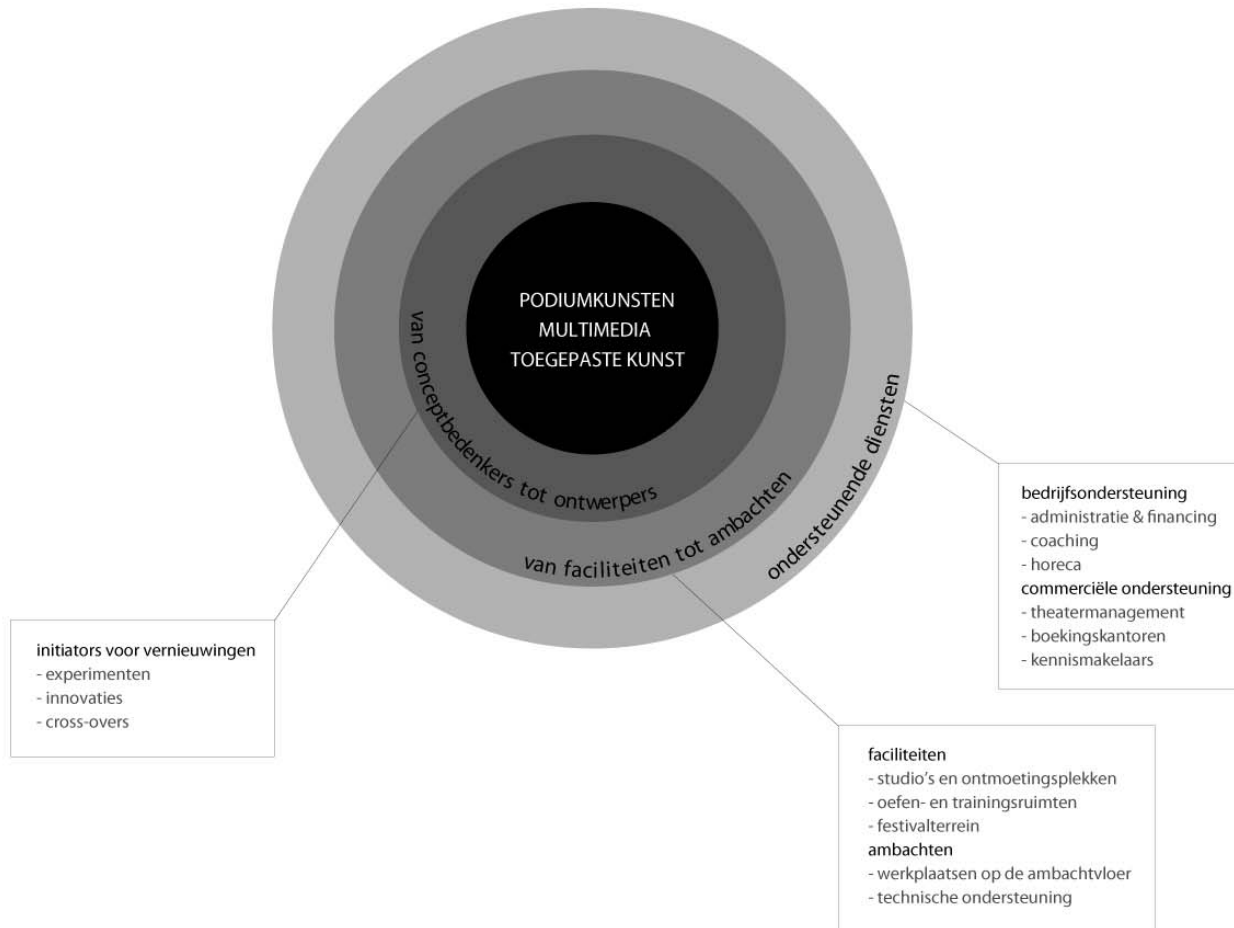 PODIUMKUNSTEN
MULTIMEDIA
TOEGEPASTE KUNST
van conceptbedenkers tot ontwerpers
van faciliteiten tot ambachten
ondersteunende diensten
initiators voor vernieuwingen
- experimenten
- innovaties
- cross-overs
bedrijfsondersteuning
- administratie & financing
- coaching
- horeca
commerciële ondersteuning
- theatermanagement
- boekingskantoren
- kennismakelaars
faciliteiten
- studio's en ontmoetingsplekken
- oefen- en trainingsruimten
- festivalterrein
ambachten
- werkplaatsen op de ambachtvloer
- technische ondersteuning